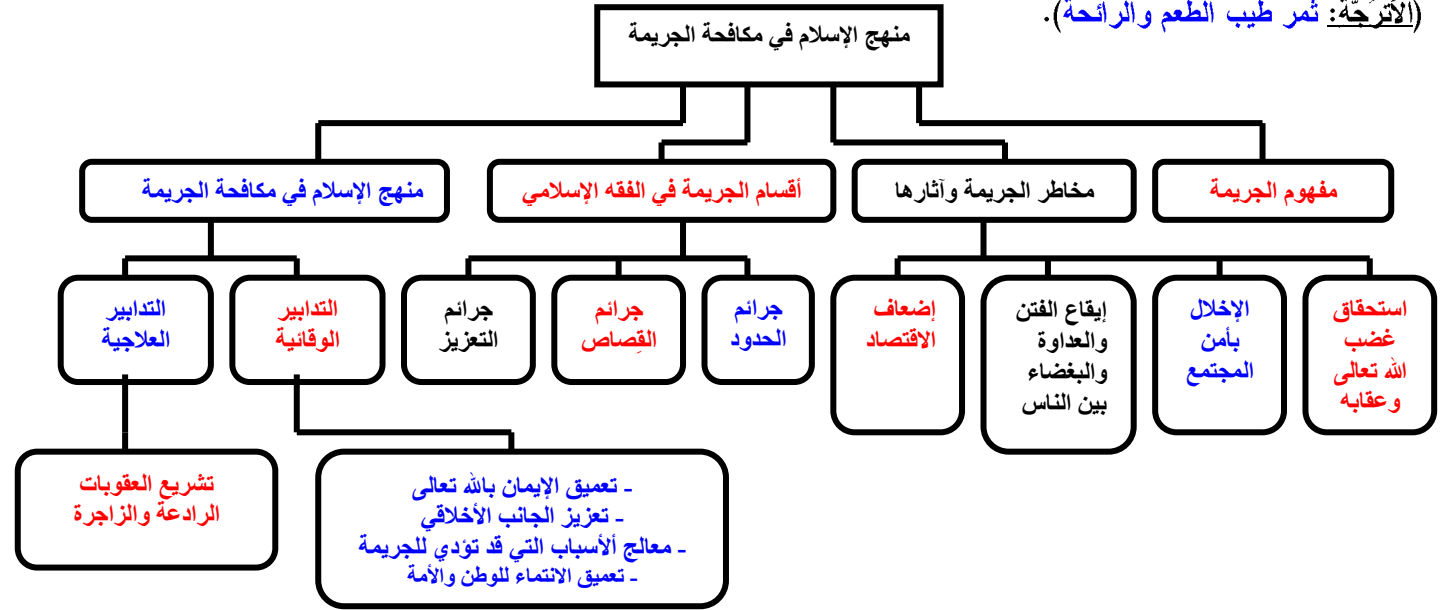 (الأترُجّة: ثمر طيب الطعم والرائحة).
منهج الإسلام في مكافحة الجريمة
مفهوم الجريمة
مخاطر الجريمة وآثارها
أقسام الجريمة في الفقه الإسلامي
منهج الإسلام في مكافحة الجريمة
استحقاق
غضب
الله تعالى
وعقابه
الإخلال
بأمن
المجتمع
إيقاع الفتن
والعداوة
والبغضاء
بين الناس
إضعاف
الاقتصاد
جرائم
الحدود
جرائم
القِصاص
جرائم
التعزيز
التدابير
الوقائية
التدابير
العلاجية
- تعميق الإيمان بالله تعالى
- تعزيز الجانب الأخلاقي
- معالج ألأسباب التي قد تؤدي للجريمة
- تعميق الانتماء للوطن والأمة
تشريع العقوبات
الرادعة والزاجرة